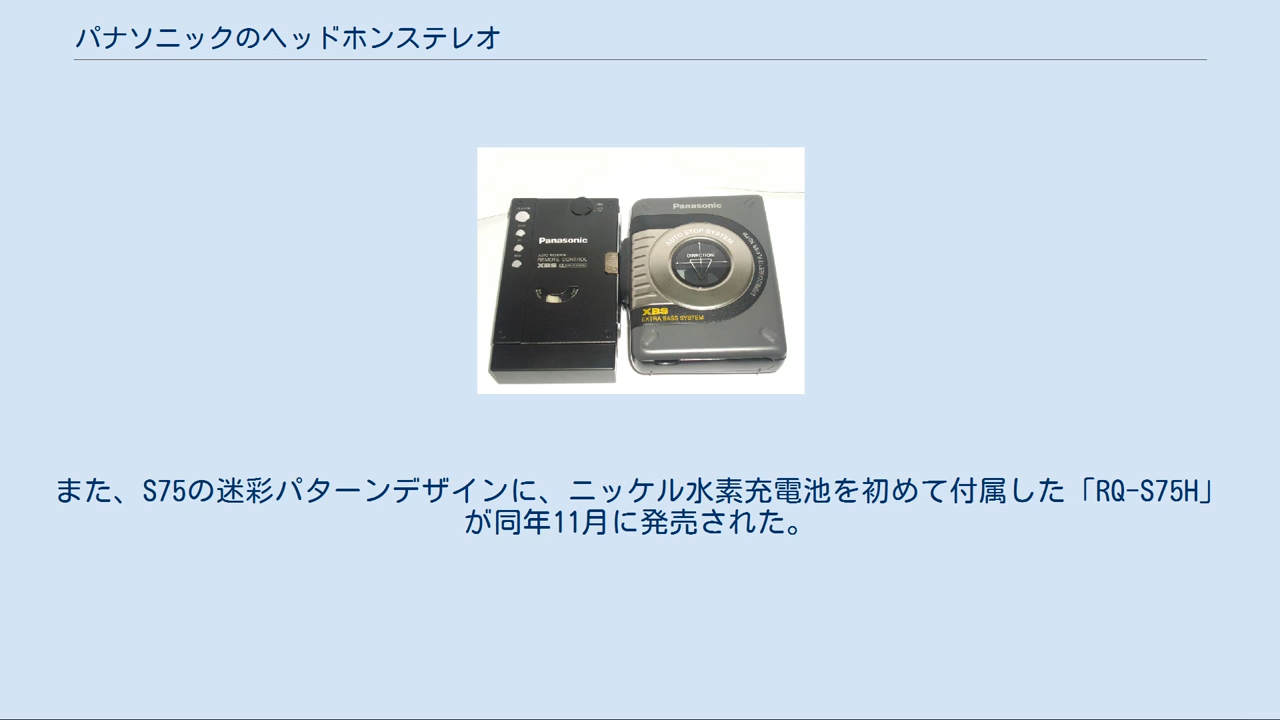 パナソニックのヘッドホンステレオ
Panasonic
AUTO REVERSE
REMOTE CONTROL
XBS
Panasonic
AUTO STOP SYSTEM
DIRECTION
XBS
EXTRA BASS SYSTEM
また、S75の迷彩パターンデザインに、ニッケル水素充電池を初めて付属した「RQ-S75H」
が同年11月に発売された。